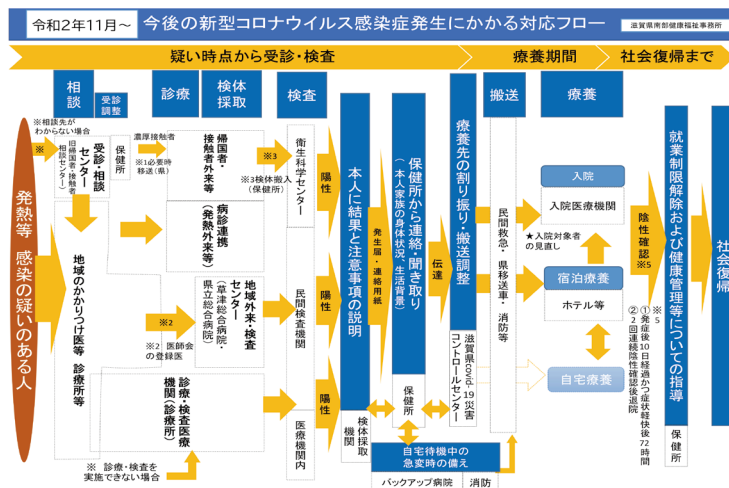 令和2年11月～
今後の新型コロナウイルス感染症発生にかかる対応フロー
滋賀県南部健康福祉事務所
疑い時点から受診・検査
療養期間
社会復帰まで
相談
受診
調整
診療
検体
採取
検査
搬送
療養
※相談先が
わからない場合
※
発熱等 感染の疑いのある人
受診・相談
センター
(旧帰国者・接触者
相談センター)
保健所
濃厚接触者
※1必要時
移送(県)
帰国者・
接触者外来等
※3
※3検体搬入
(保健所)
衛生科学センター
陽性
病診連携
(発熱外来等)
地域のかかりつけ医等 診療所等
※2
※2 医師会
の登録医
地域外来・検査
センター
(草津総合病院・
県立総合病院)
民間検査機関
陽性
診療・検査医療
機関(診療所)
※ 診療・検査を
実施できない場合
医療機関内
陽性
本人に結果と注意事項の説明
検体採取
機関
発生届・連絡用紙
保健所から連絡・聞き取り
(本人家族の身体状況、生活背景)
保健所
伝達
療養先の割り振り・搬送調整
滋賀県covid-19災害
コントロールセンター
自宅待機中の
急変時の備え
バックアップ病院
消防
民間救急・県移送車・消防等
入院
入院医療機関
★入院対象者
の見直し
宿泊療養
ホテル等
自宅療養
陰性確認
※5
※5
①発症後10日経過かつ症状軽快後72時間
②2回連続陰性確認後退院
就業制限解除および健康管理等についての指導
保健所
社会復帰